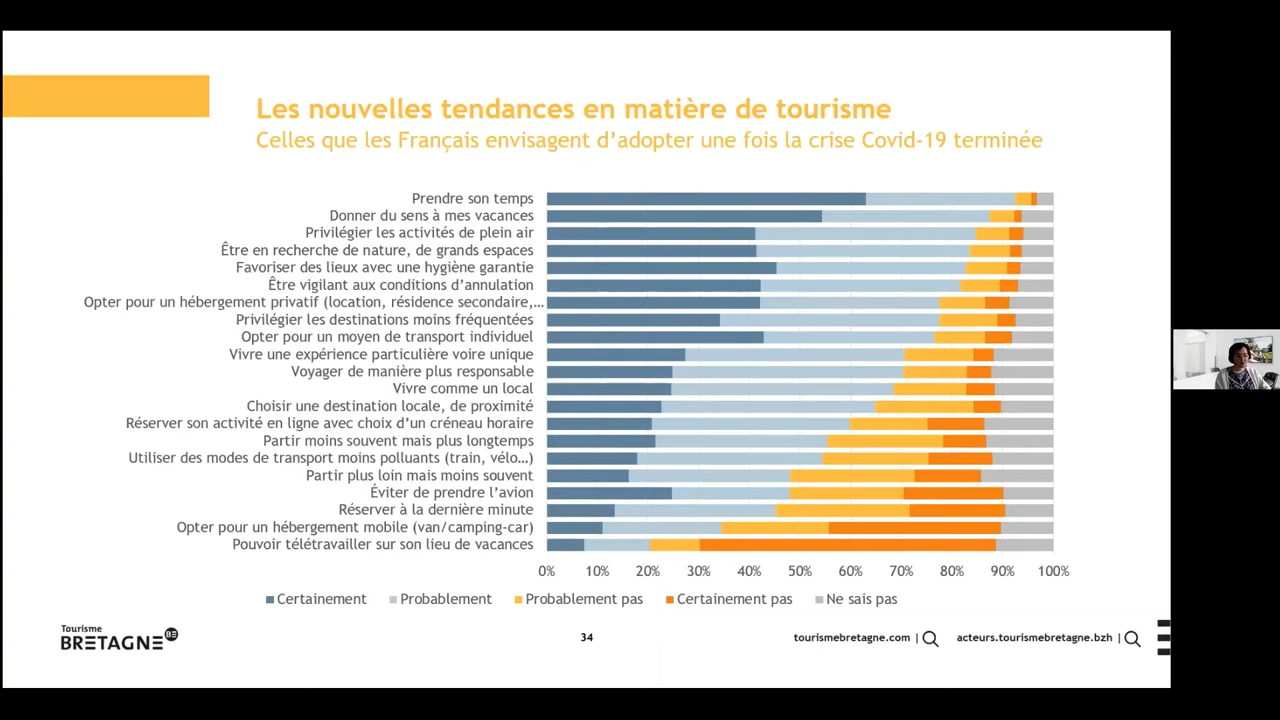 Les nouvelles tendances en matière de tourisme
Celles que les Français envisagent d’adopter une fois la crise Covid-19 terminée
Prendre son temps
Donner du sens à mes vacances
Privilégier les activités de plein air
Être en recherche de nature, de grands espaces
Favoriser des lieux avec une hygiène garantie
Être vigilant aux conditions d’annulation
Opter pour un hébergement privatif (location, résidence secondaire,…
Privilégier les destinations moins fréquentées
Opter pour un moyen de transport individuel
Vivre une expérience particulière voire unique
Voyager de manière plus responsable
Vivre comme un local
Choisir une destination locale, de proximité
Réserver son activité en ligne avec choix d’un créneau horaire
Partir moins souvent mais plus longtemps
Utiliser des modes de transport moins polluants (train, vélo…)
Partir plus loin mais moins souvent
Éviter de prendre l’avion
Réserver à la dernière minute
Opter pour un hébergement mobile (van/camping-car)
Pouvoir télétravailler sur son lieu de vacances
0% 10% 20% 30% 40% 50% 60% 70% 80% 90% 100%
Certainement Probablement Probablement pas Certainement pas Ne sais pas
Tourisme
BRETAGNE
34
tourismebretagne.com | acteurs.tourismebretagne.bzh |